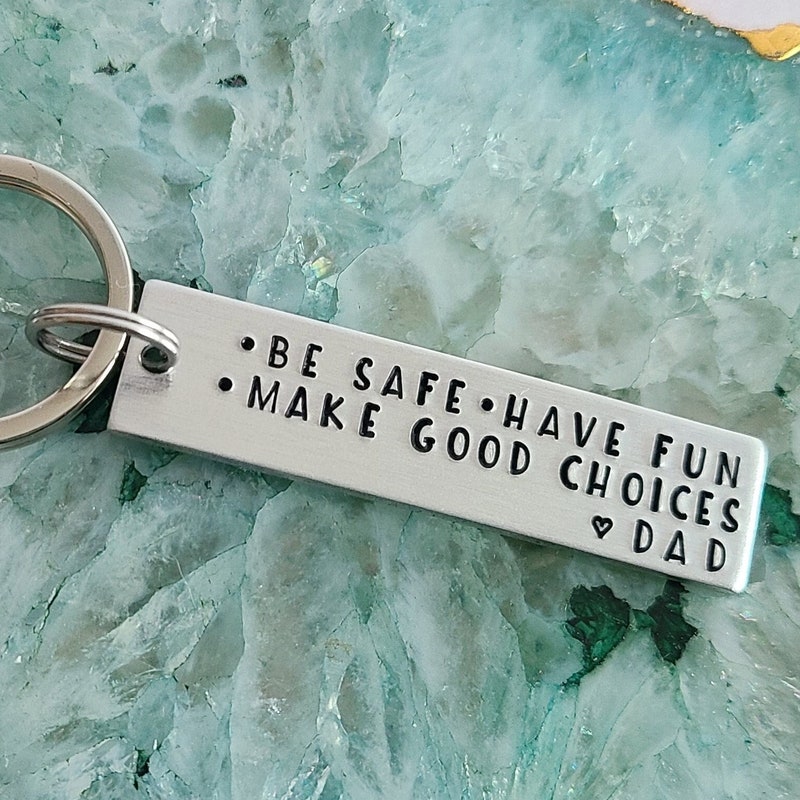 •BE SAFE•HAVE FUN
•MAKE GOOD CHOICES
♡ DAD